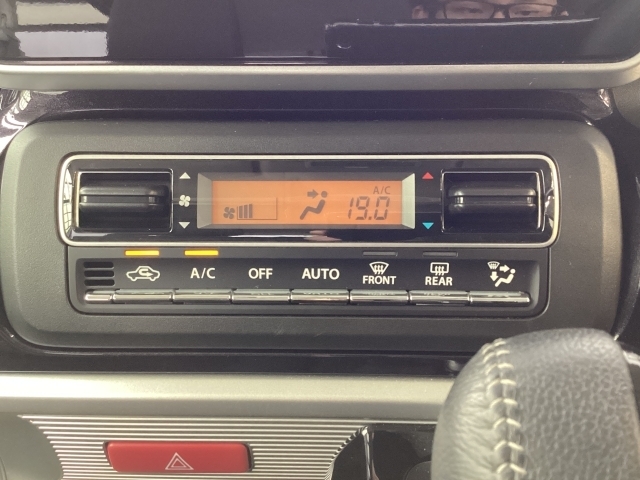 A/C
19.0
A/C OFF AUTO FRONT REAR